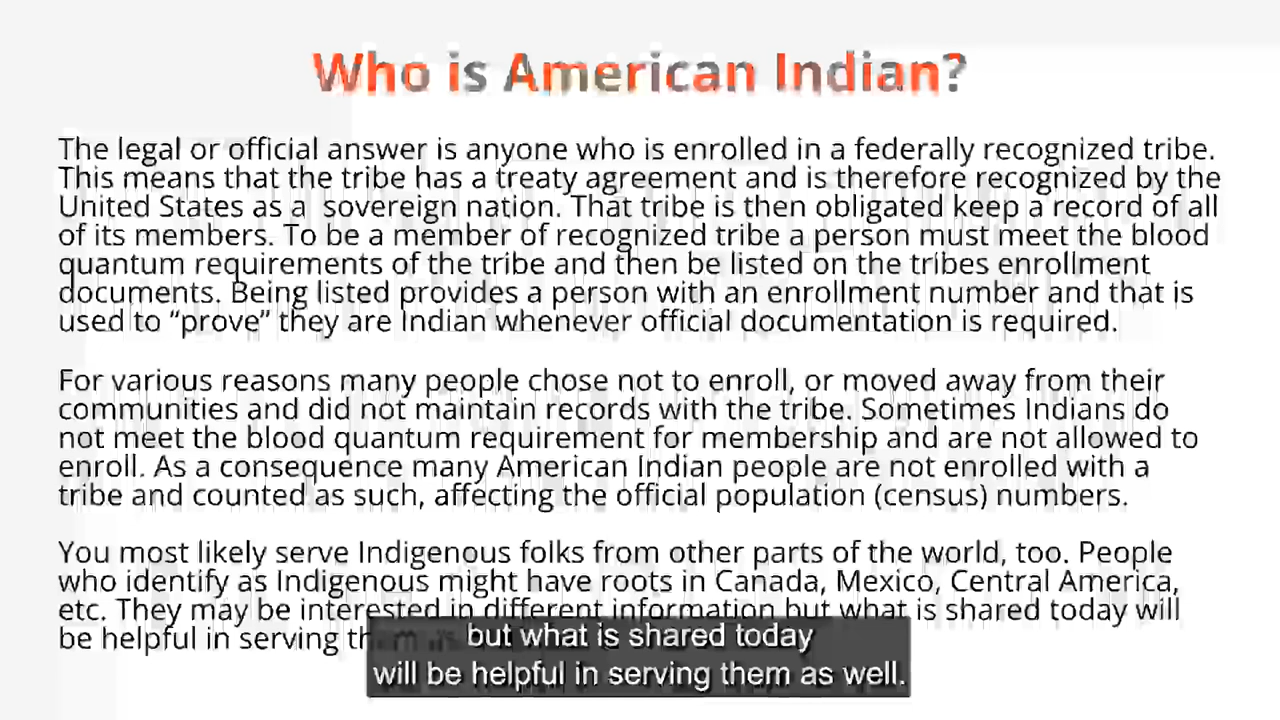 Who is American Indian?
The legal or official answer is anyone who is enrolled in a federally recognized tribe.
This means that the tribe has a treaty agreement and is therefore recognized by the
United States as a sovereign nation. That tribe is then obligated keep a record of all
of its members. To be a member of recognized tribe a person must meet the blood
quantum requirements of the tribe and then be listed on the tribes enrollment
documents. Being listed provides a person with an enrollment number and that is
used to “prove” they are Indian whenever official documentation is required.
For various reasons many people chose not to enroll, or moved away from their
communities and did not maintain records with the tribe. Sometimes Indians do
not meet the blood quantum requirement for membership and are not allowed to
enroll. As a consequence many American Indian people are not enrolled with a
tribe and counted as such, affecting the official population (census) numbers.
You most likely serve Indigenous folks from other parts of the world, too. People
who identify as Indigenous might have roots in Canada, Mexico, Central America,
etc. They may be interested in different information but what is shared today will
be helpful in serving
but what is shared today
will be helpful in serving them as well.